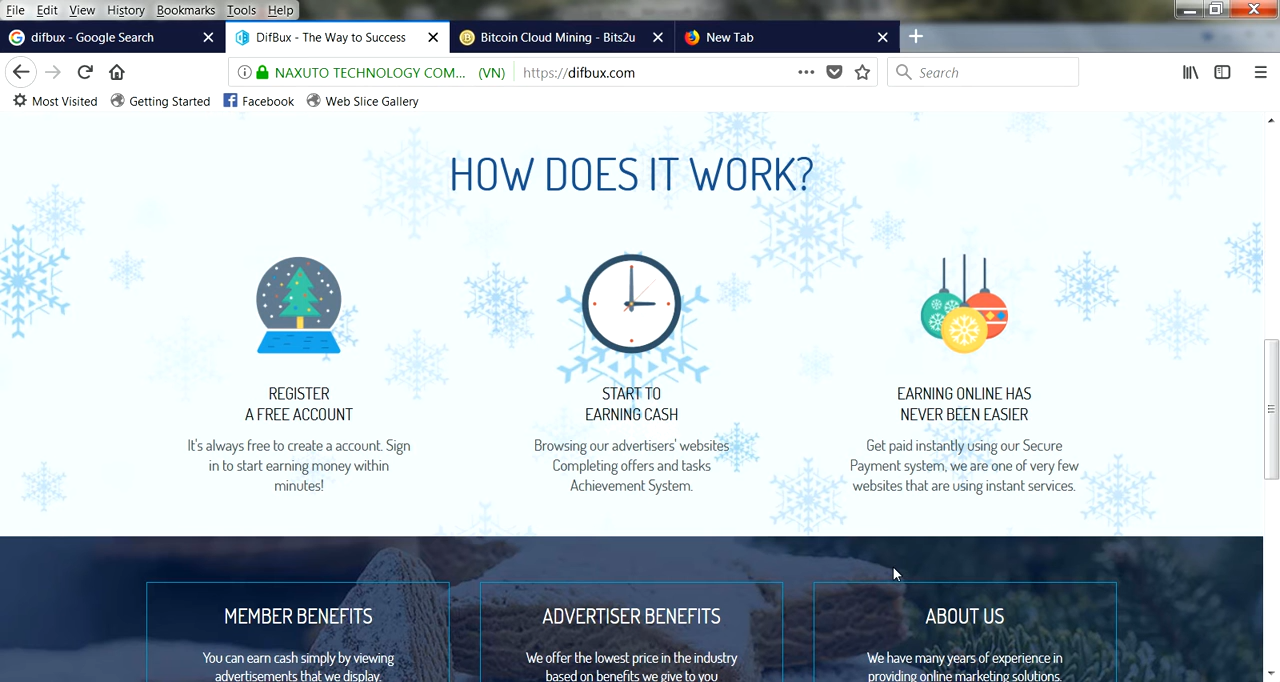 File Edit View History Bookmarks Tools Help
difbux - Google Search
DifBux - The Way to Success
Bitcoin Cloud Mining - Bits2u
New Tab
NAXUTO TECHNOLOGY COM... (VN)
https://difbux.com
Search
Most Visited
Getting Started
Facebook
Web Slice Gallery
HOW DOES IT WORK?
REGISTER
A FREE ACCOUNT
It's always free to create a account. Sign
in to start earning money within
minutes!
START TO
EARNING CASH
Browsing our advertisers' websites
Completing offers and tasks
Achievement System.
EARNING ONLINE HAS
NEVER BEEN EASIER
Get paid instantly using our Secure
Payment system, we are one of very few
websites that are using instant services.
MEMBER BENEFITS
You can earn cash simply by viewing
advertisements that we display.
ADVERTISER BENEFITS
We offer the lowest price in the industry
based on benefits we give to you
ABOUT US
We have many years of experience in
providing online marketing solutions.